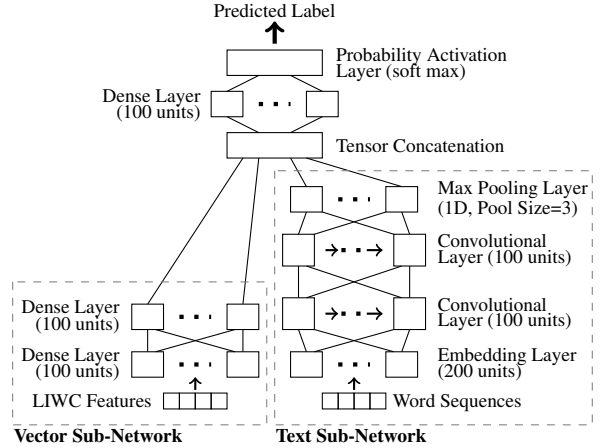 Predicted Label
Probability Activation
Layer (soft max)
Dense Layer
(100 units)
Tensor Concatenation
Max Pooling Layer
(1D, Pool Size=3)
Convolutional
Layer (100 units)
Dense Layer
(100 units)
Convolutional
Layer (100 units)
Dense Layer
(100 units)
Embedding Layer
(200 units)
LIWC Features
Word Sequences
Vector Sub-Network
Text Sub-Network